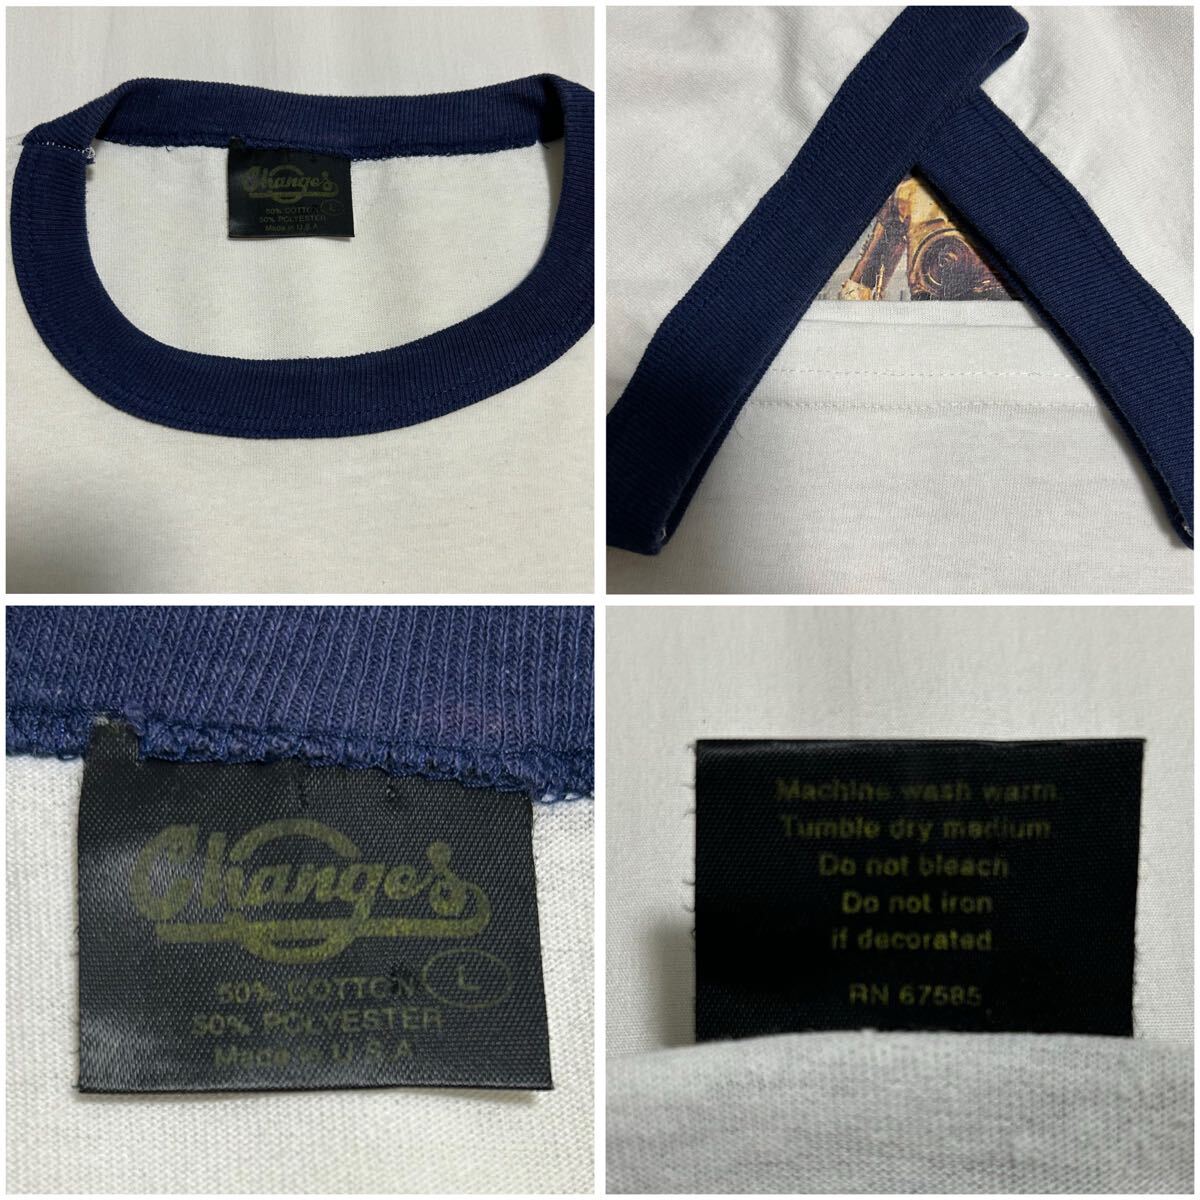 Changes
50% COTTON L
50% POLYESTER
Made in U.S.A
Changes
50% COTTON L
50% POLYESTER
Made in U.S.A
Machine wash warm.
Tumble dry medium.
Do not bleach.
Do not iron
if decorated.
RN 67585